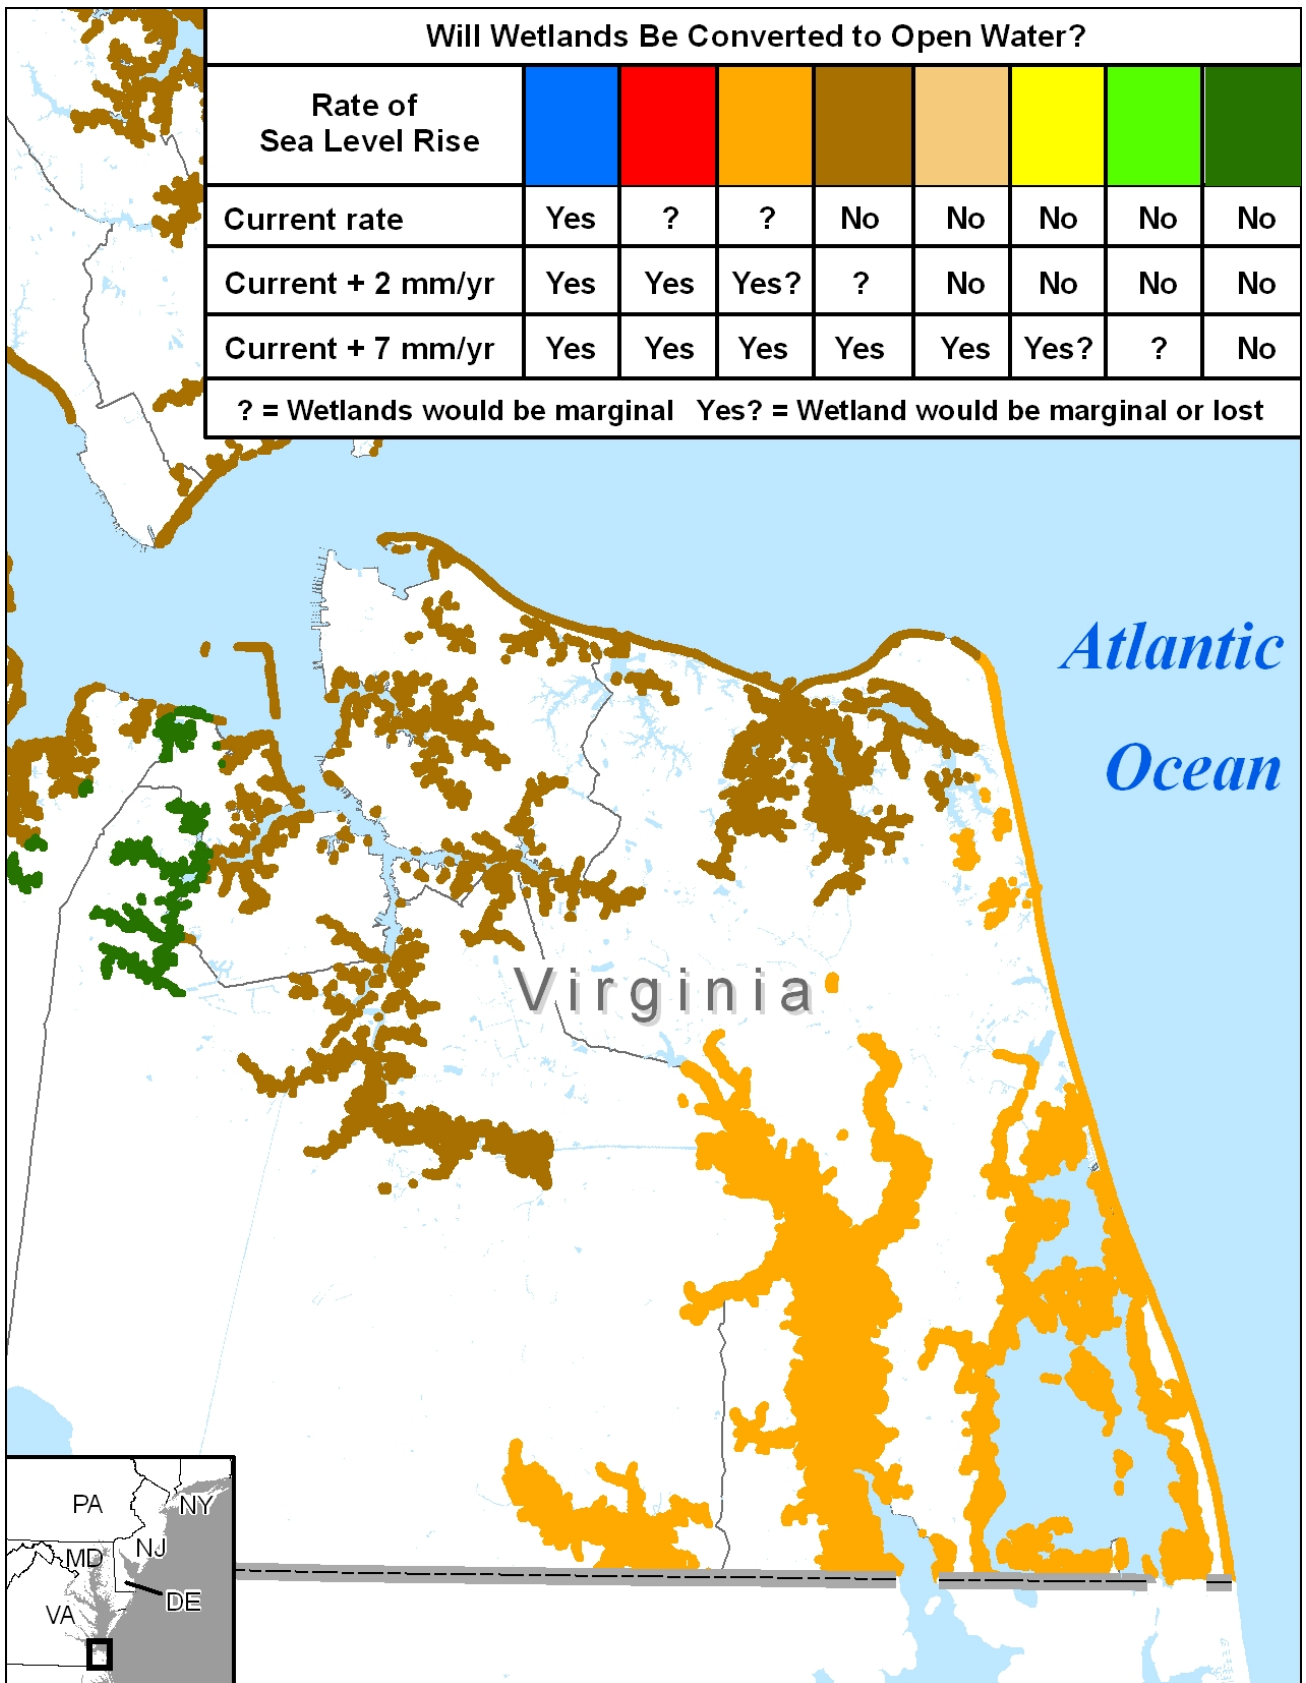 Will Wetlands Be Converted to Open Water?
Rate of
Sea Level Rise
Current rate Yes ? ? No No No No No
Current + 2 mm/yr Yes Yes Yes? ? No No No No
Current + 7 mm/yr Yes Yes Yes Yes Yes Yes? ? No
? = Wetlands would be marginal Yes? = Wetland would be marginal or lost
Atlantic
Ocean
Virginia
PA
NY
NJ
MD
DE
VA